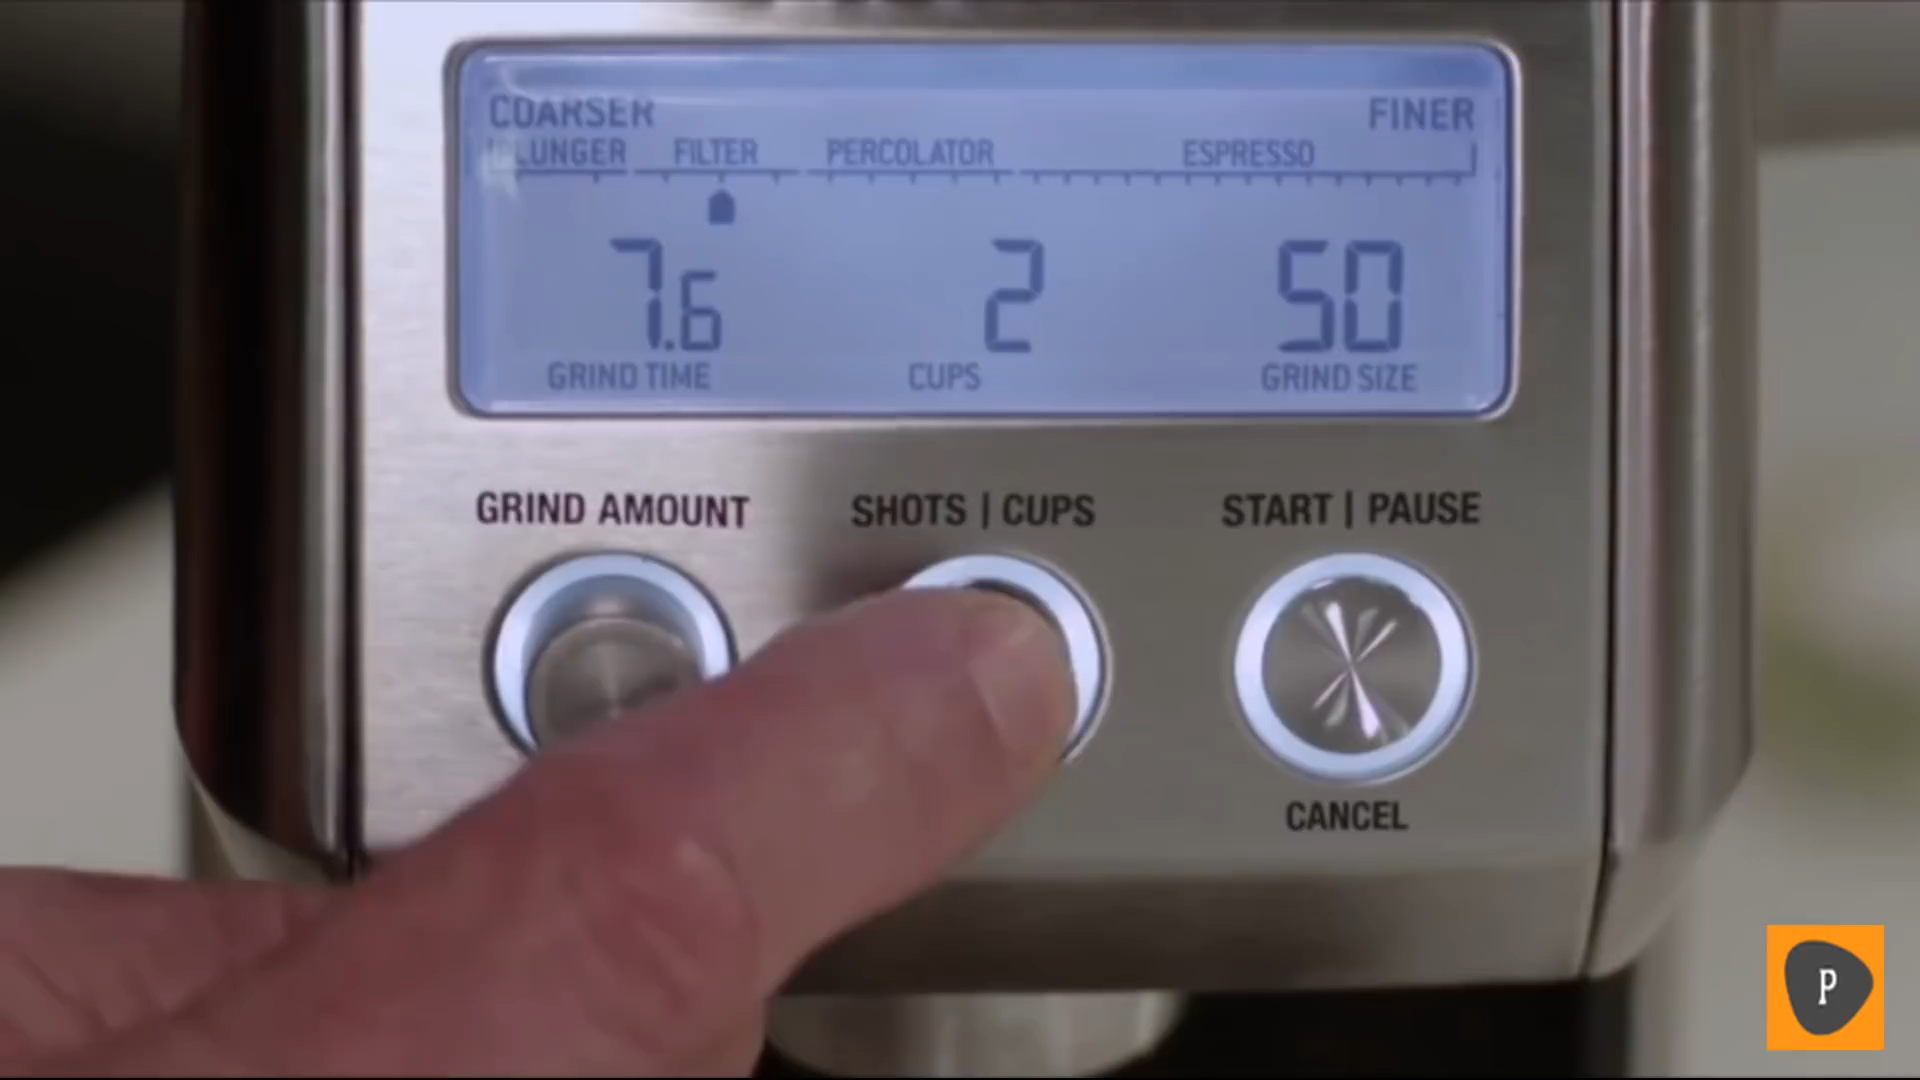 COARSER FINER
PLUNGER FILTER PERCOLATOR ESPRESSO
7.6 2 50
GRIND TIME CUPS GRIND SIZE
GRIND AMOUNT SHOTS | CUPS START | PAUSE
CANCEL
P